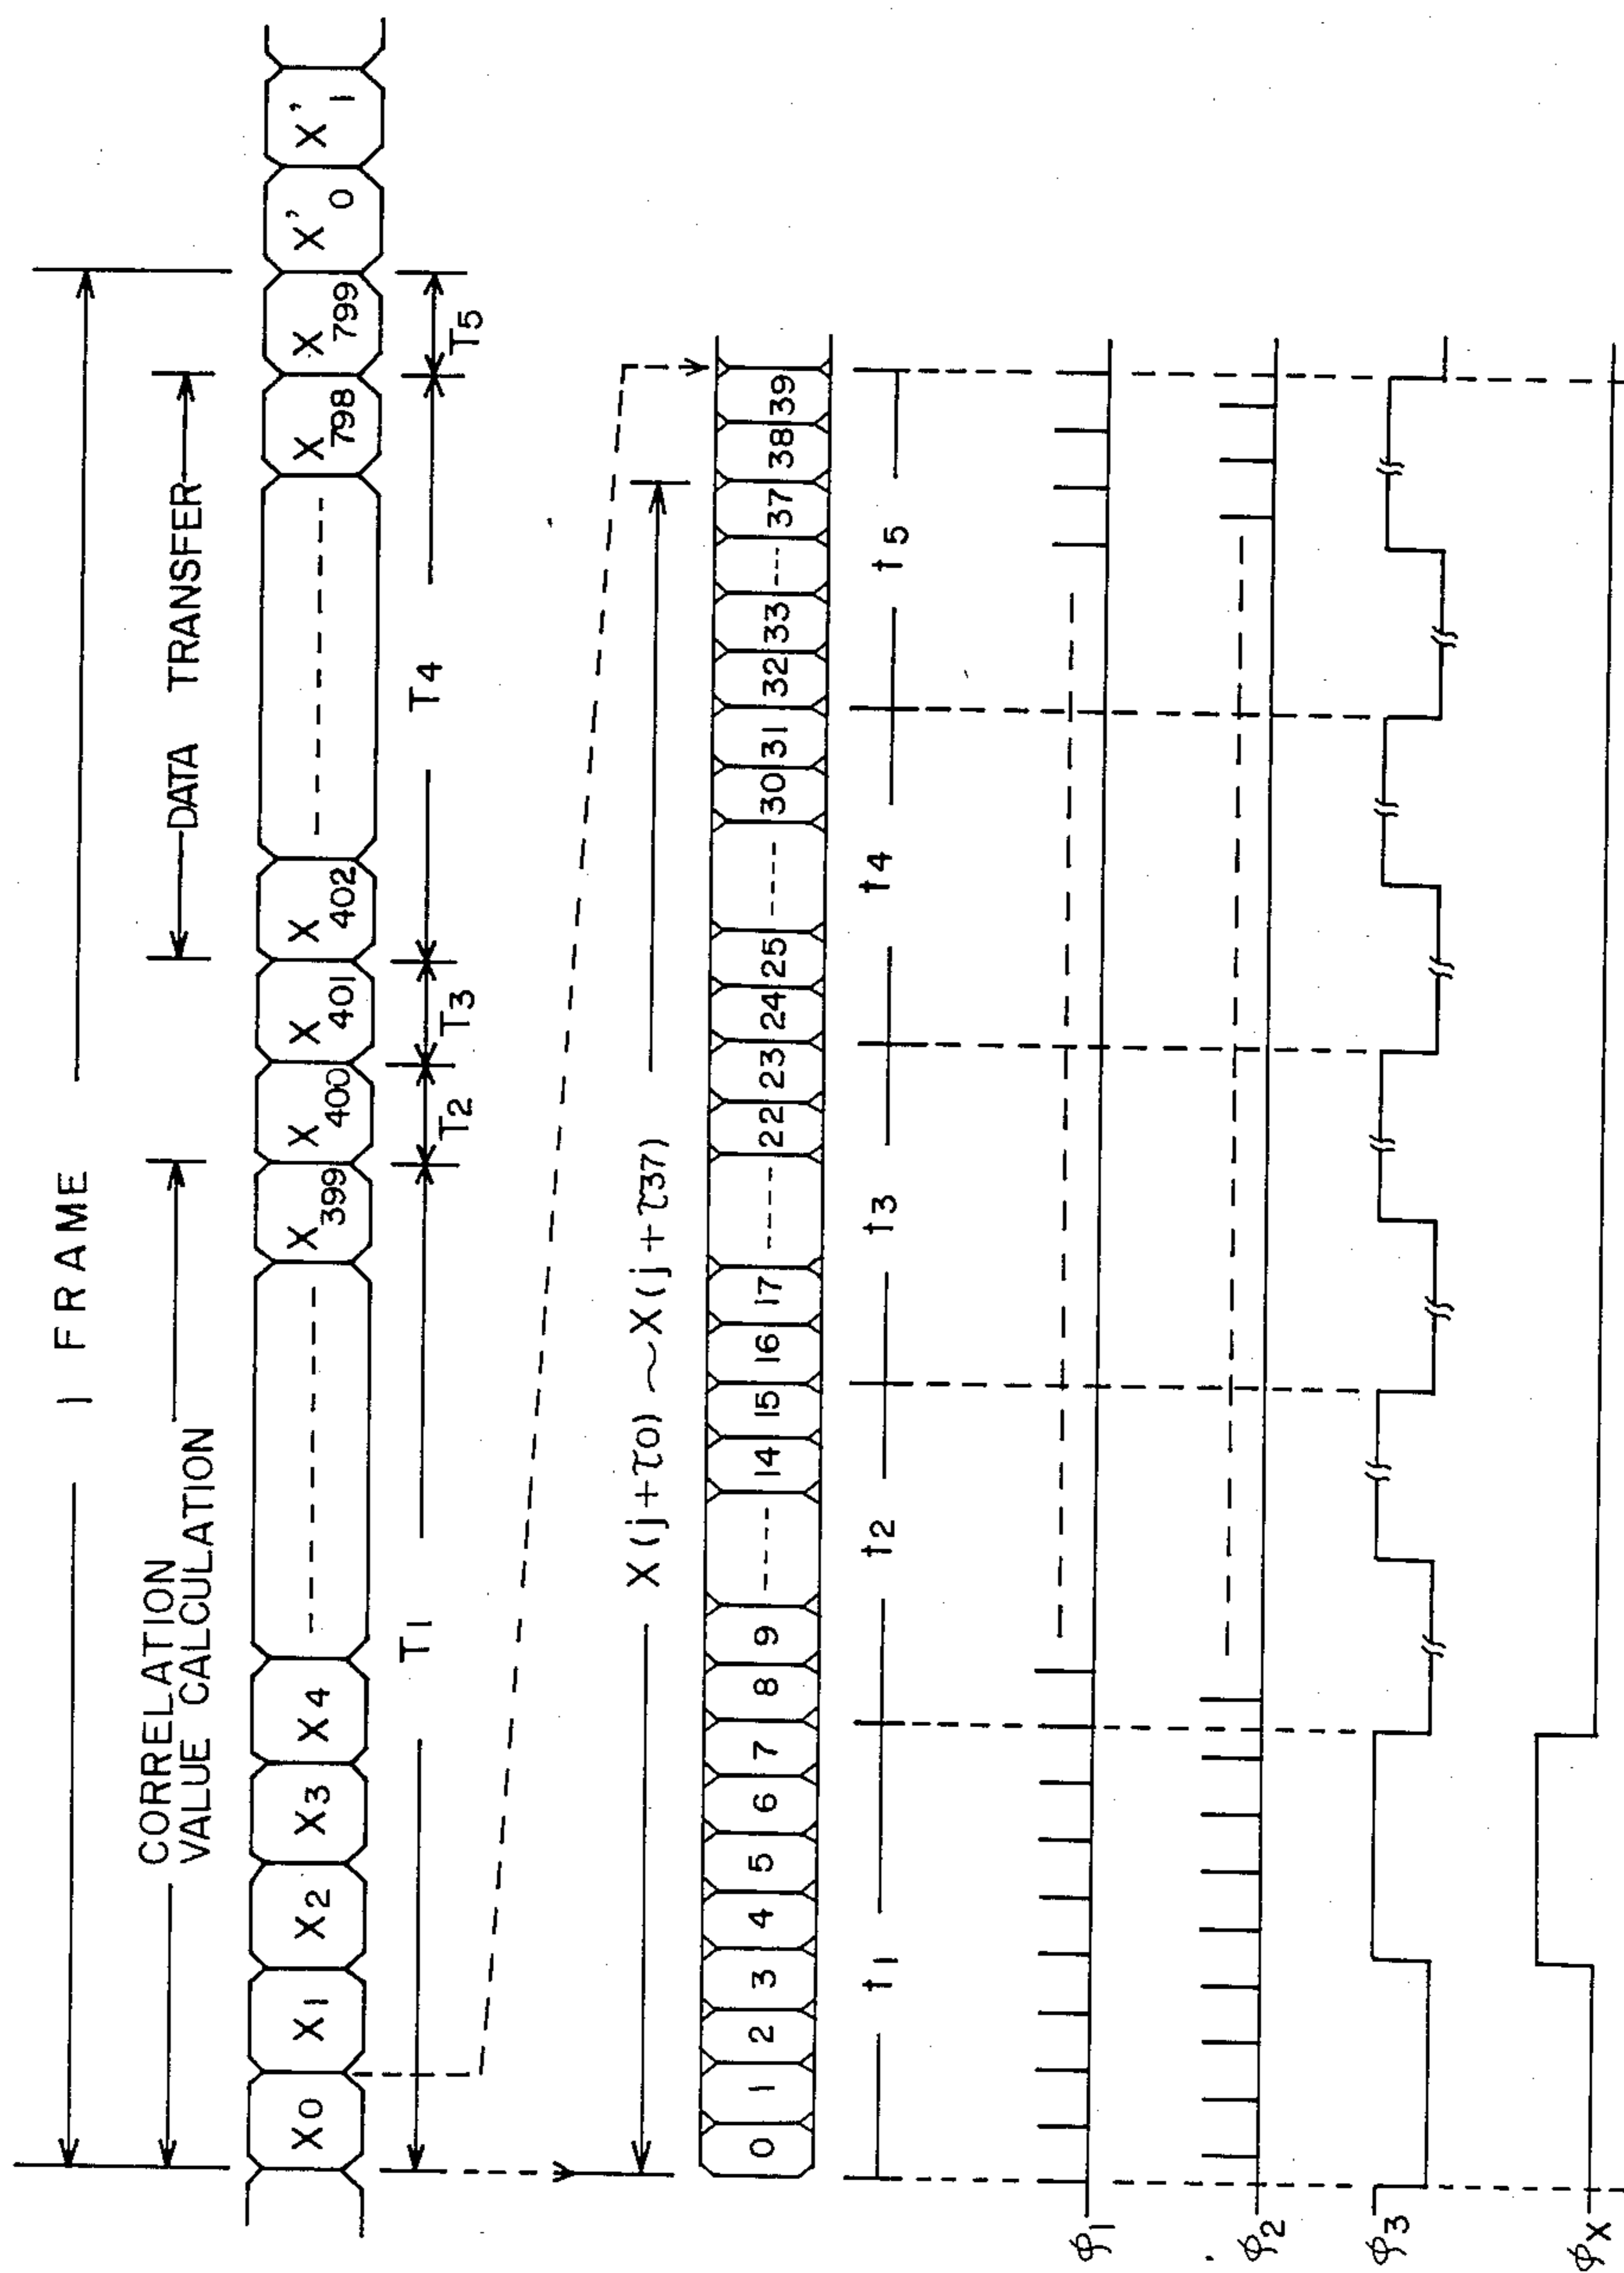 1 FRAME
CORRELATION
VALUE CALCULATION
DATA TRANSFER
X0 X1 X2 X3 X4 X399 X400 X401 X402 X798 X799 X'0 X'1
T1 T2 T3 T4 T5
X(j+τ0)~X(j+τ37)
0 1 2 3 4 5 6 7 8 9 ---- 14 15 16 17 ---- 22 23 24 25 ---- 30 31 32 33 --- 37 38 39
t1 t2 t3 t4 t5
φ1
φ2
φ3
φX